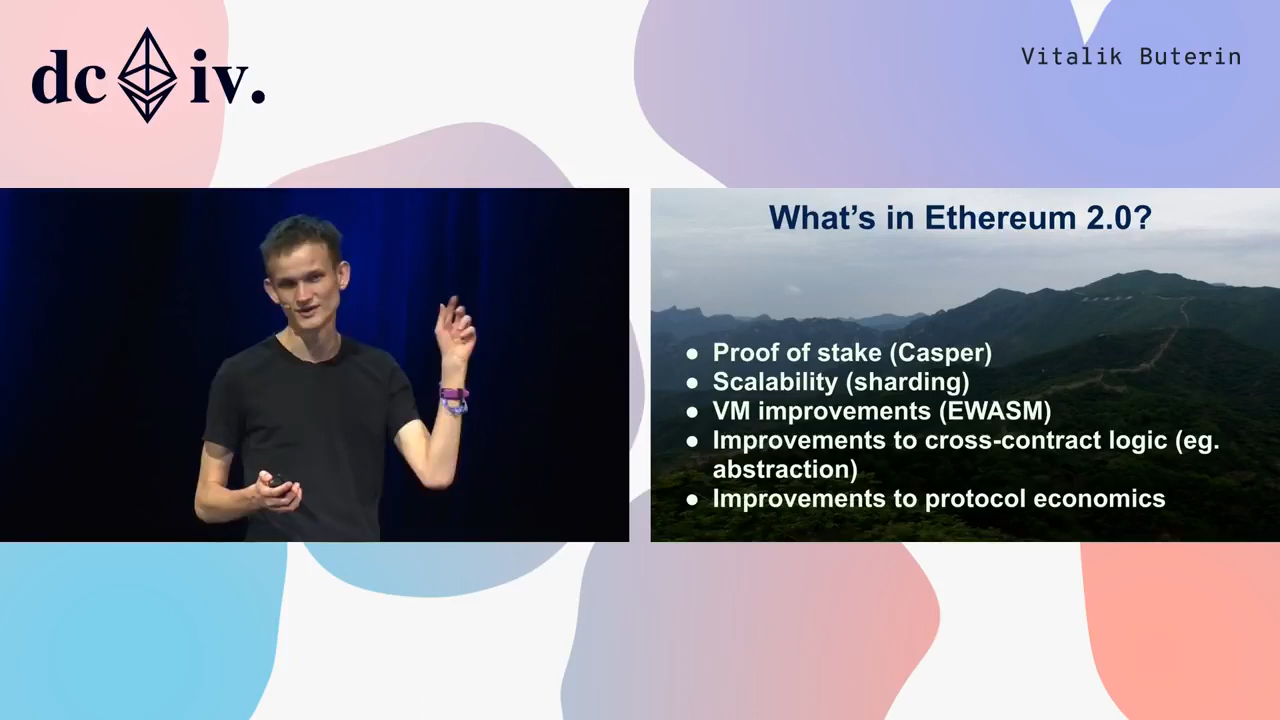 dc iv.
Vitalik Buterin
What's in Ethereum 2.0?
● Proof of stake (Casper)
● Scalability (sharding)
● VM improvements (EWASM)
● Improvements to cross-contract logic (eg.
abstraction)
● Improvements to protocol economics